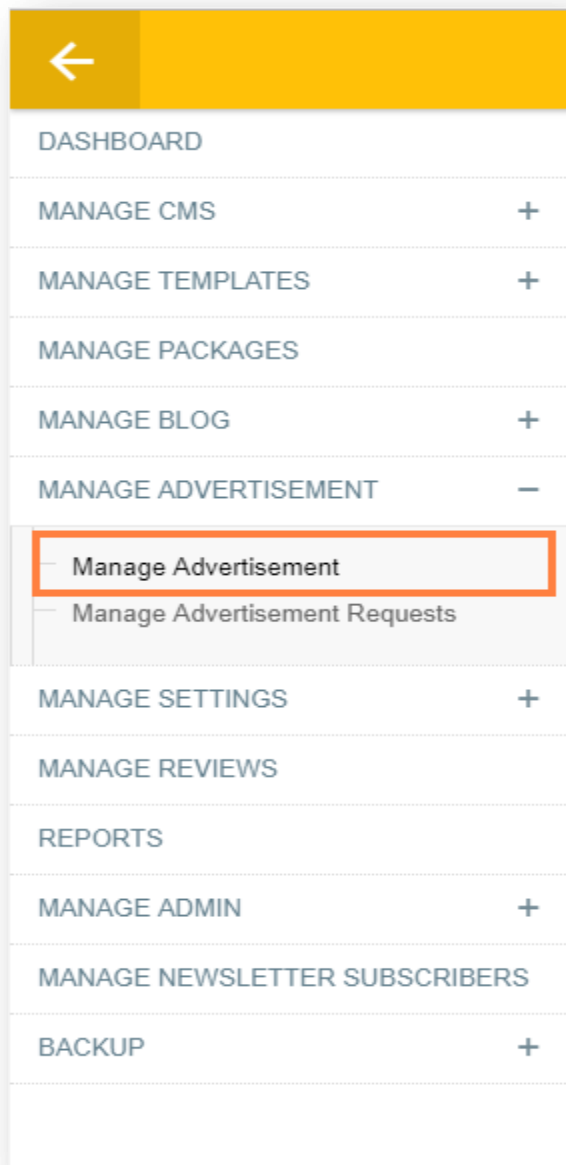 DASHBOARD
MANAGE CMS +
MANAGE TEMPLATES +
MANAGE PACKAGES
MANAGE BLOG +
MANAGE ADVERTISEMENT −
Manage Advertisement
Manage Advertisement Requests
MANAGE SETTINGS +
MANAGE REVIEWS
REPORTS
MANAGE ADMIN +
MANAGE NEWSLETTER SUBSCRIBERS
BACKUP +